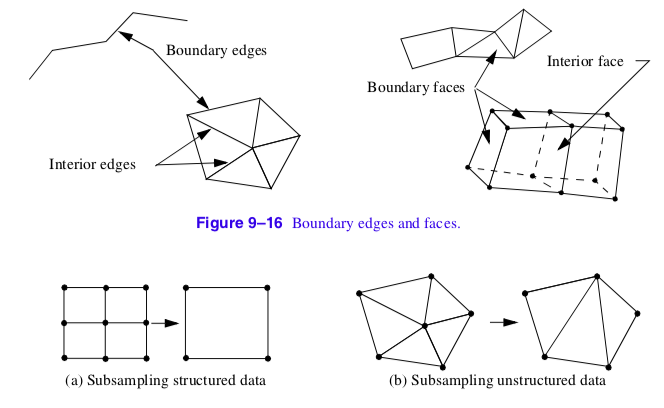 Boundary edges
Interior edges
Interior face
Boundary faces
Figure 9–16 Boundary edges and faces.
(a) Subsampling structured data
(b) Subsampling unstructured data